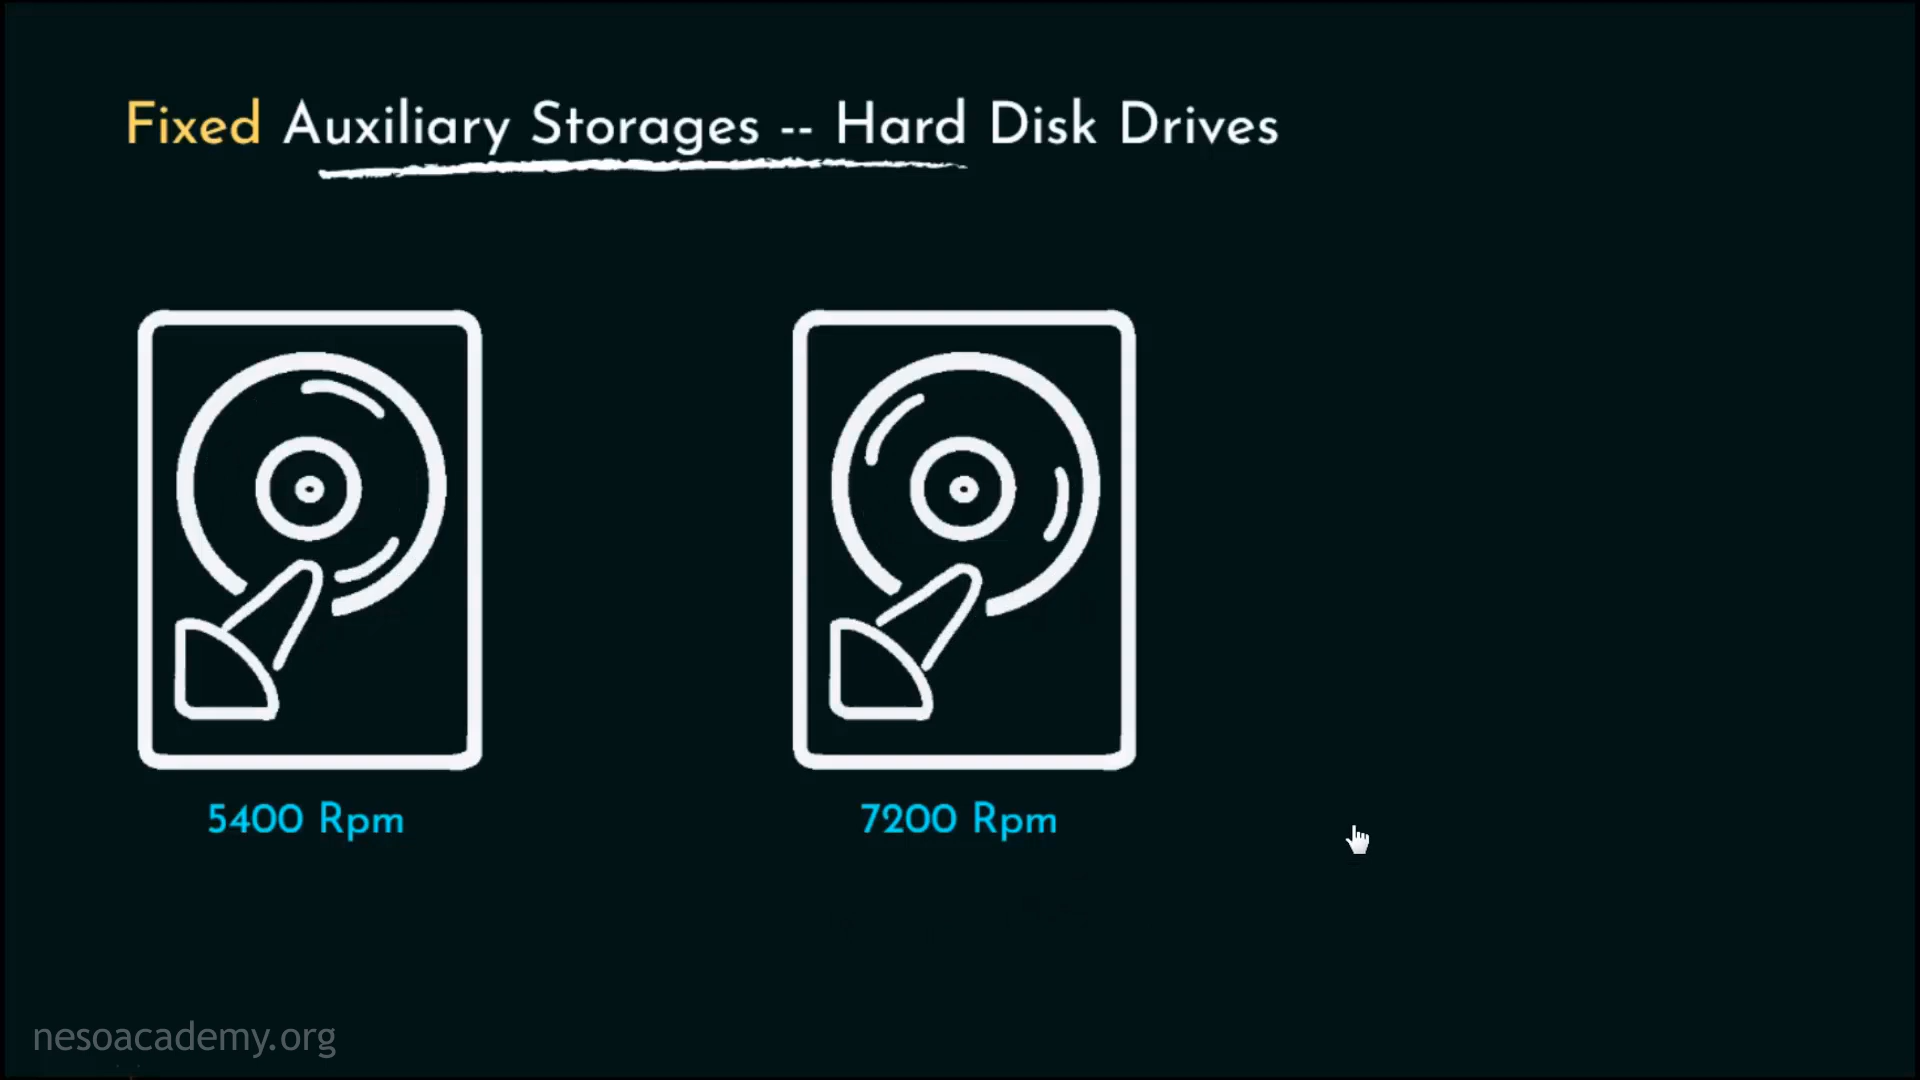 Fixed Auxiliary Storages -- Hard Disk Drives
5400 Rpm
7200 Rpm
nesoacademy.org